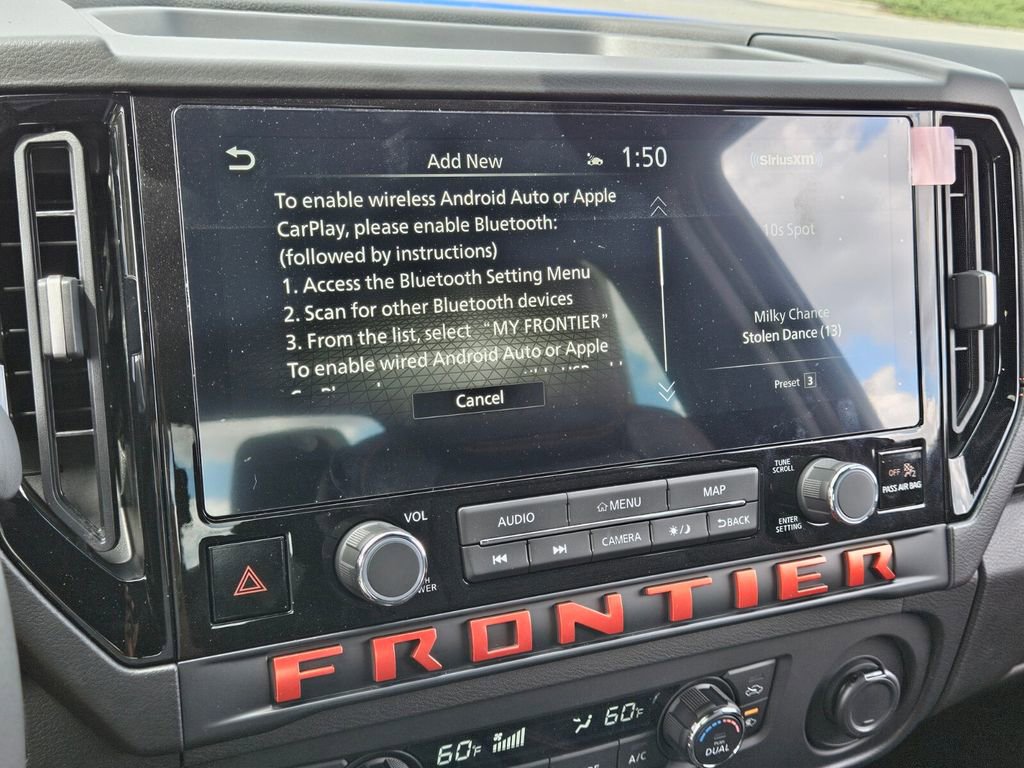 Add New
1:50
To enable wireless Android Auto or Apple
CarPlay, please enable Bluetooth:
(followed by instructions)
1. Access the Bluetooth Setting Menu
2. Scan for other Bluetooth devices
3. From the list, select “MY FRONTIER”
To enable wired Android Auto or Apple
Cancel
((SiriusXM))
10s Spot
Milky Chance
Stolen Dance (13)
Preset 3
VOL
AUDIO
MENU
MAP
CAMERA
BACK
TUNE
SCROLL
ENTER
SETTING
OFF
PASS AIR BAG
FRONTIER
60°F
60°F
A/C
PUSH
DUAL